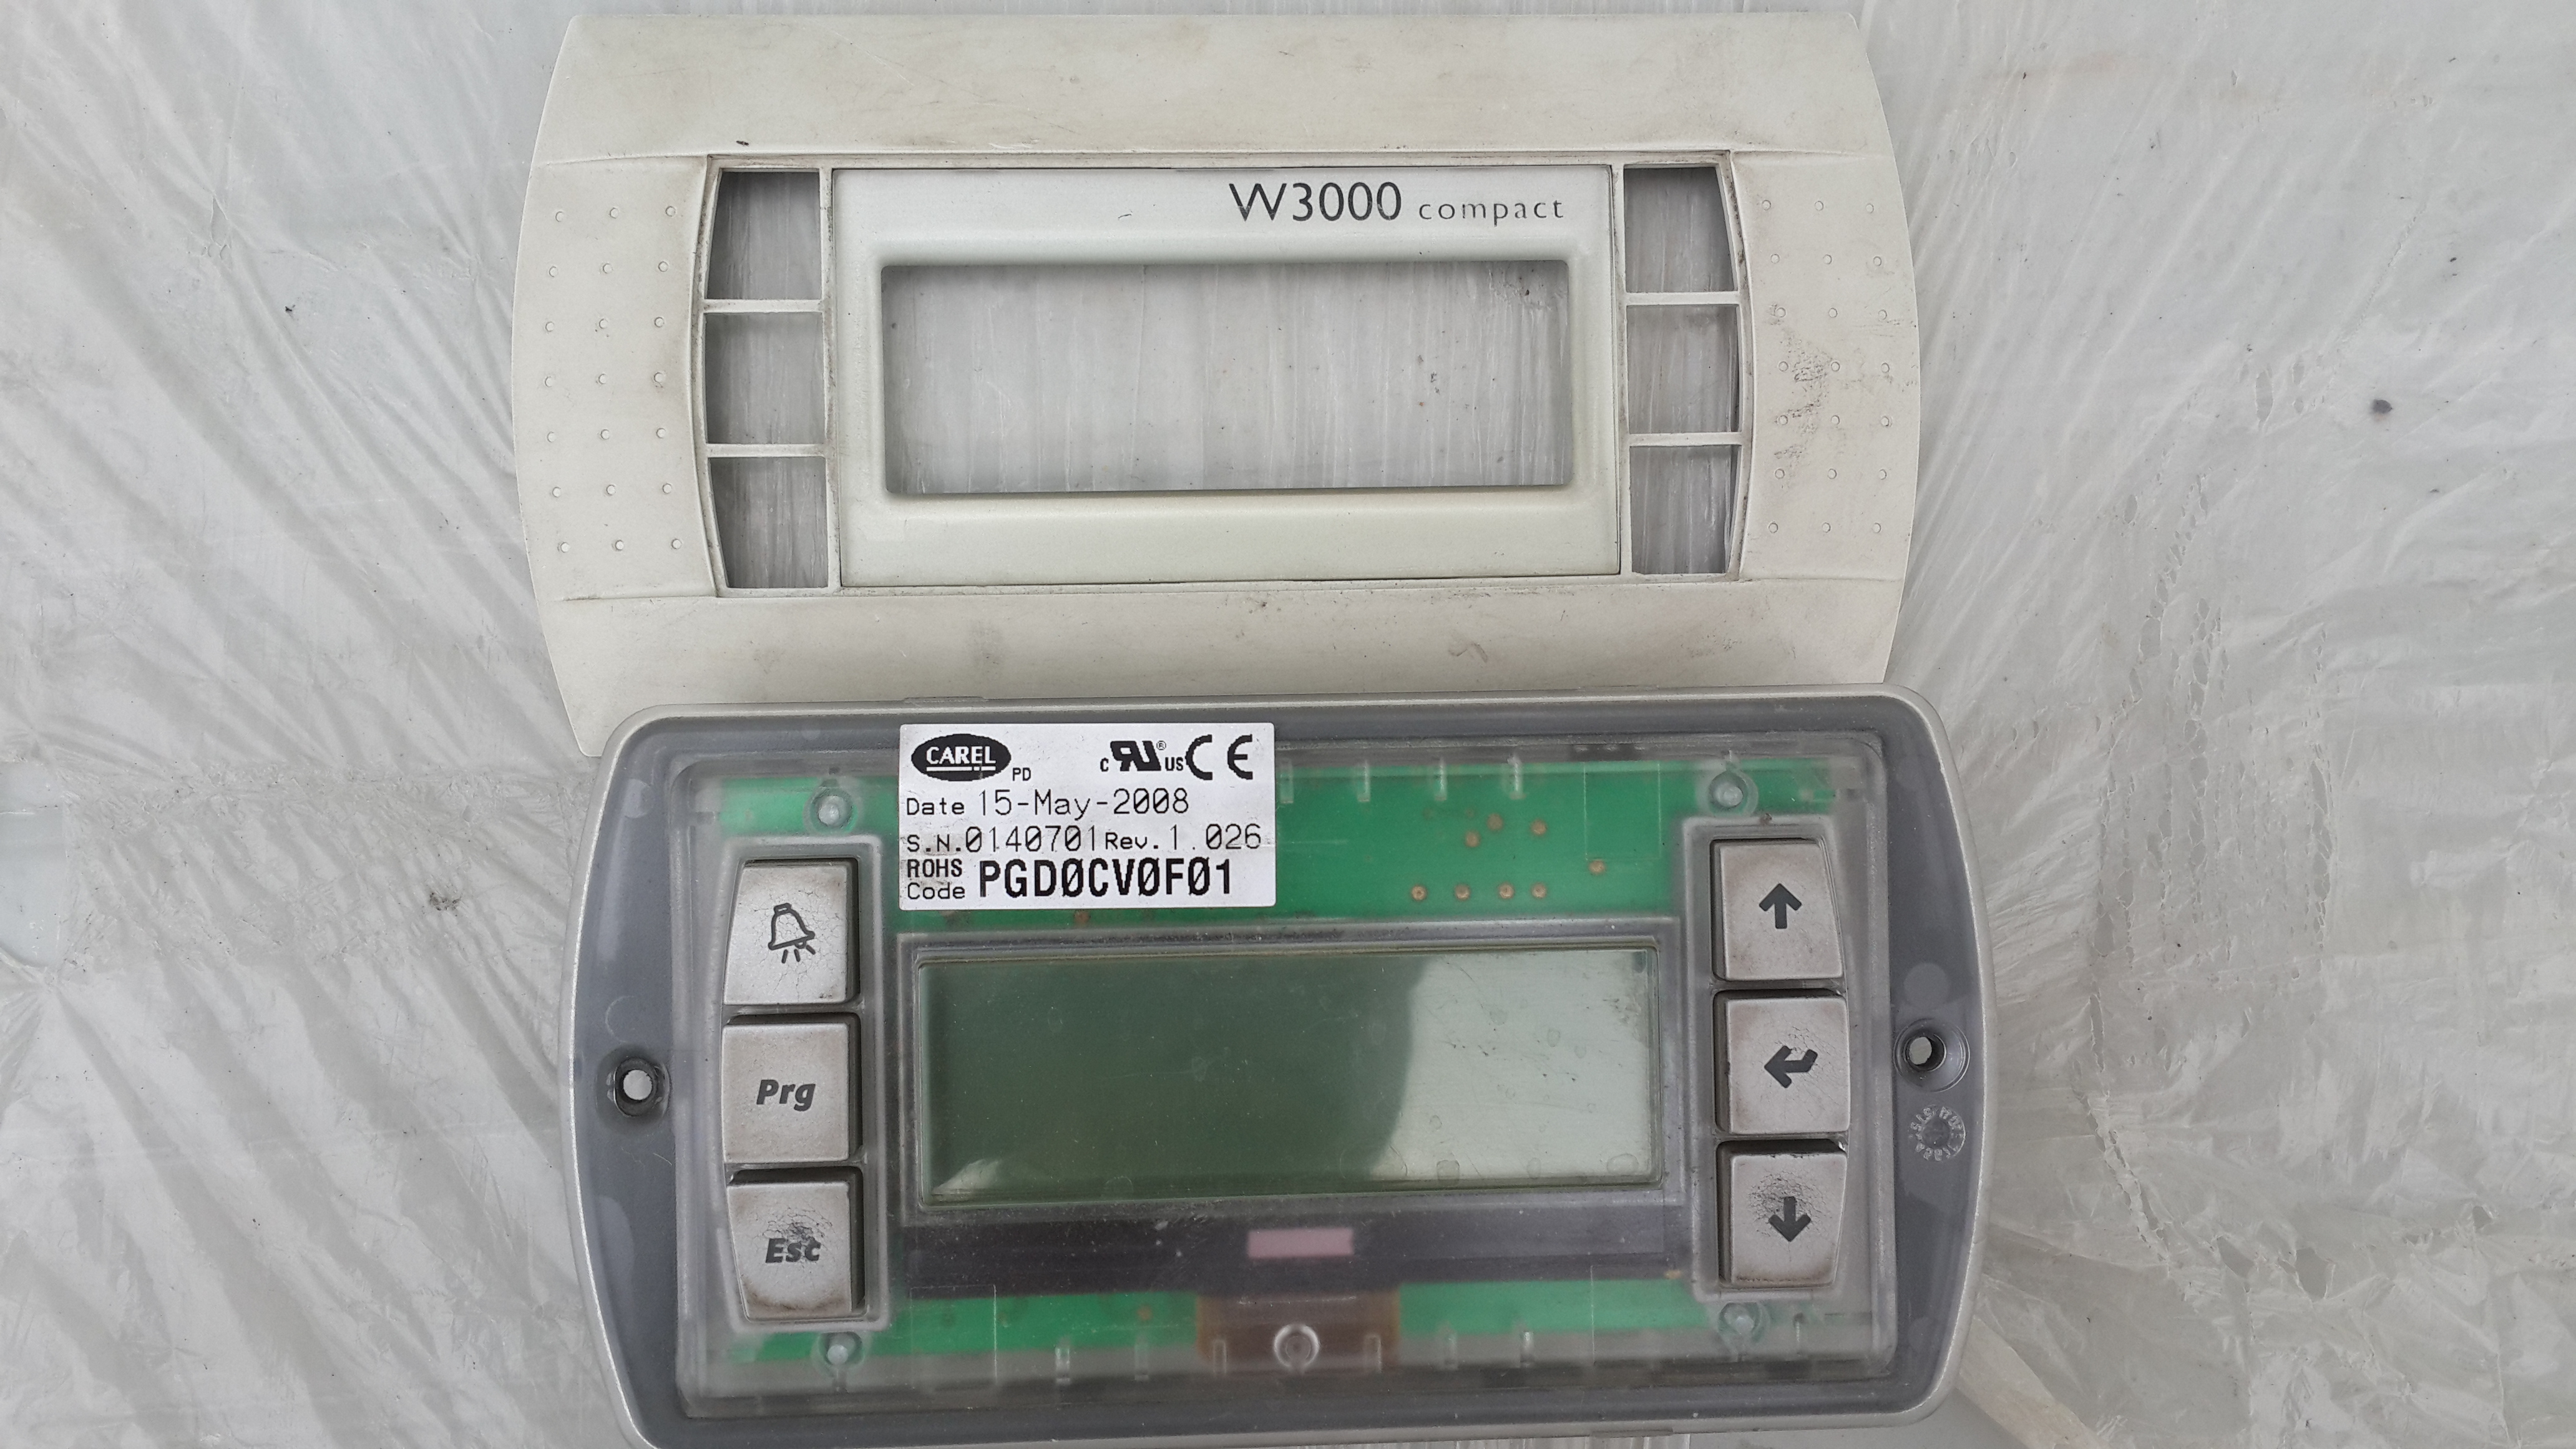 W3000 compact
CAREL PD c RU® US CE
Date 15-May-2008
S.N.0140701 Rev.1.026
ROHS
Code PGD0CV0F01
Prg
Esc